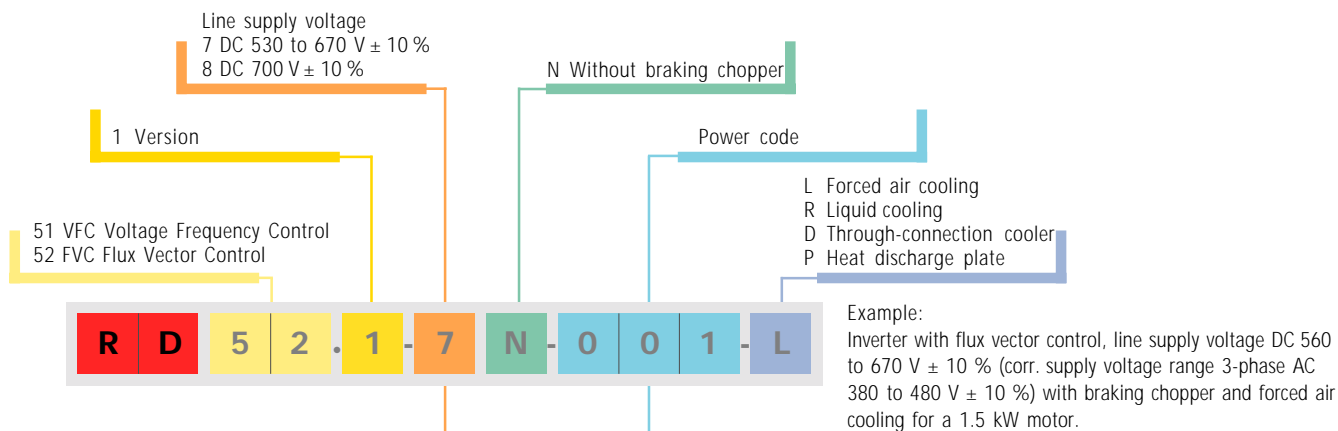 Line supply voltage
7 DC 530 to 670 V ± 10 %
8 DC 700 V ± 10 %
N Without braking chopper
1 Version
Power code
51 VFC Voltage Frequency Control
52 FVC Flux Vector Control
L Forced air cooling
R Liquid cooling
D Through-connection cooler
P Heat discharge plate
R D 5 2 . 1 - 7 N - 0 0 1 - L
Example:
Inverter with flux vector control, line supply voltage DC 560
to 670 V ± 10 % (corr. supply voltage range 3-phase AC
380 to 480 V ± 10 %) with braking chopper and forced air
cooling for a 1.5 kW motor.